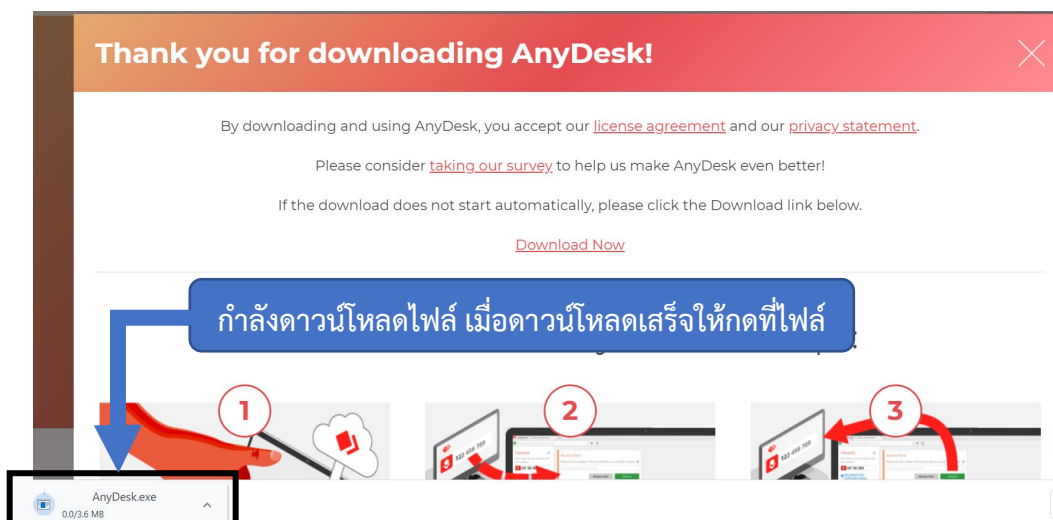 Thank you for downloading AnyDesk!
By downloading and using AnyDesk, you accept our license agreement and our privacy statement.
Please consider taking our survey to help us make AnyDesk even better!
If the download does not start automatically, please click the Download link below.
Download Now
กำลังดาวน์โหลดไฟล์ เมื่อดาวน์โหลดเสร็จให้กดที่ไฟล์
1
2
3
123 456 789
123 456 789
AnyDesk.exe
0.0/3.6 MB